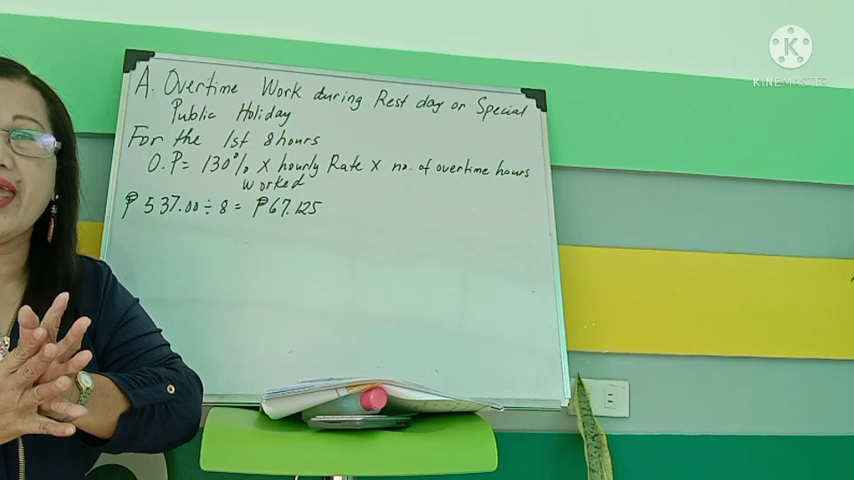 A. Overtime Work during Rest day or Special
Public Holiday
For the 1st 8 hours
O.P = 130% X hourly Rate X no. of overtime hours
worked
₱ 537.00 ÷ 8 = ₱67.125
K
KINEMASTER